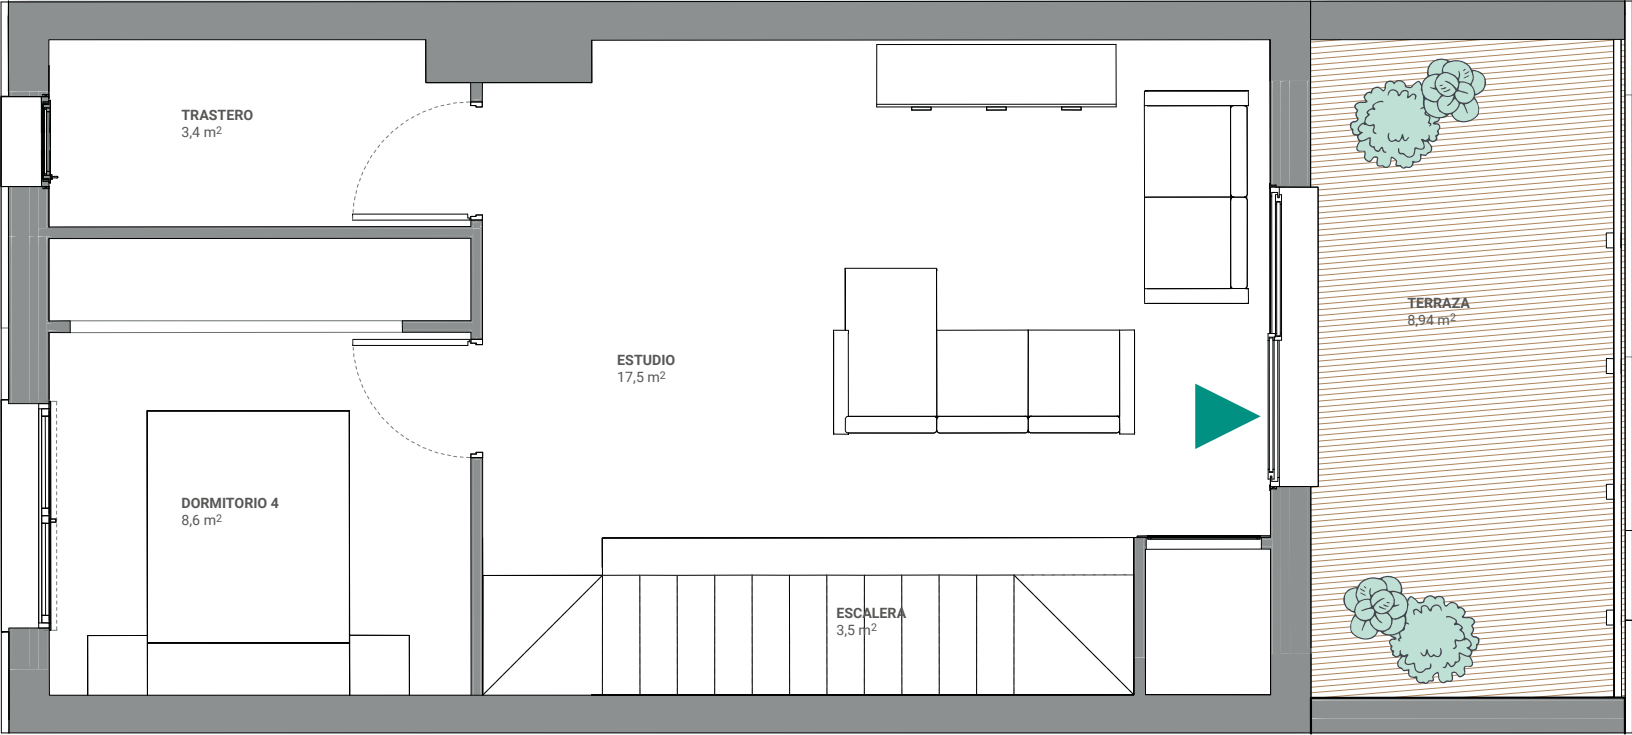 TRASTERO
3,4 m²
ESTUDIO
17,5 m²
TERRAZA
8,94 m²
DORMITORIO 4
8,6 m²
ESCALERA
3,5 m²